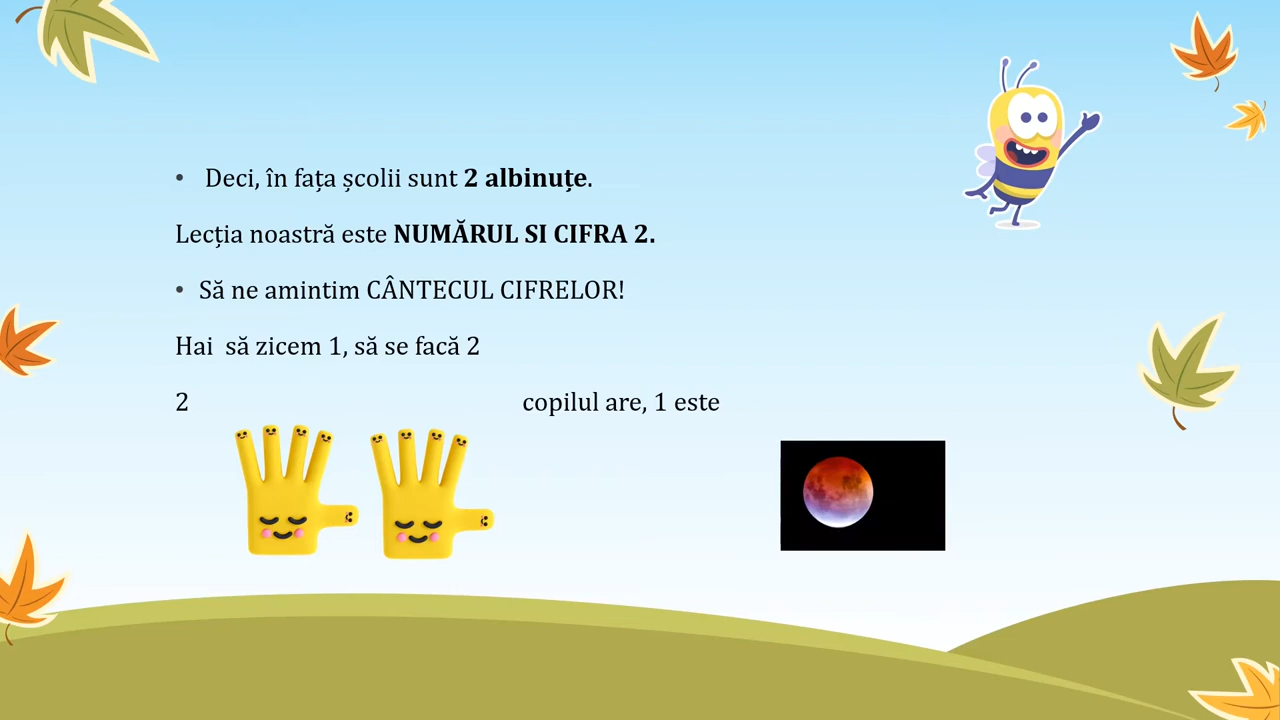 • Deci, în fața școlii sunt 2 albinuțe.
Lecția noastră este NUMĂRUL SI CIFRA 2.
• Să ne amintim CÂNTECUL CIFRELOR!
Hai să zicem 1, să se facă 2
2 copilul are, 1 este